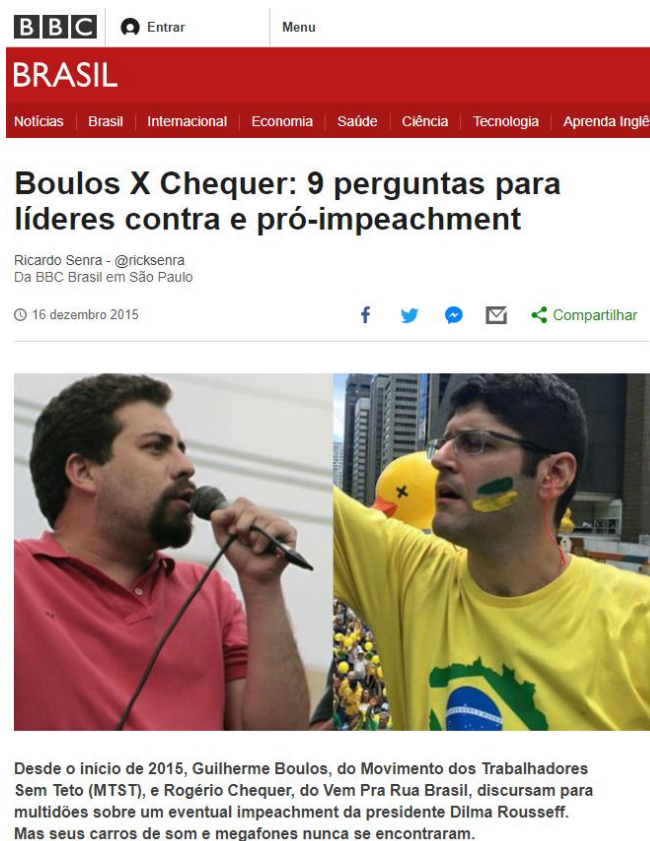 BBC Entrar Menu
BRASIL
Notícias Brasil Internacional Economia Saúde Ciência Tecnologia Aprenda Inglê
Boulos X Chequer: 9 perguntas para
líderes contra e pró-impeachment
Ricardo Senra - @ricksenra
Da BBC Brasil em São Paulo
16 dezembro 2015 Compartilhar
Desde o início de 2015, Guilherme Boulos, do Movimento dos Trabalhadores
Sem Teto (MTST), e Rogério Chequer, do Vem Pra Rua Brasil, discursam para
multidões sobre um eventual impeachment da presidente Dilma Rousseff.
Mas seus carros de som e megafones nunca se encontraram.